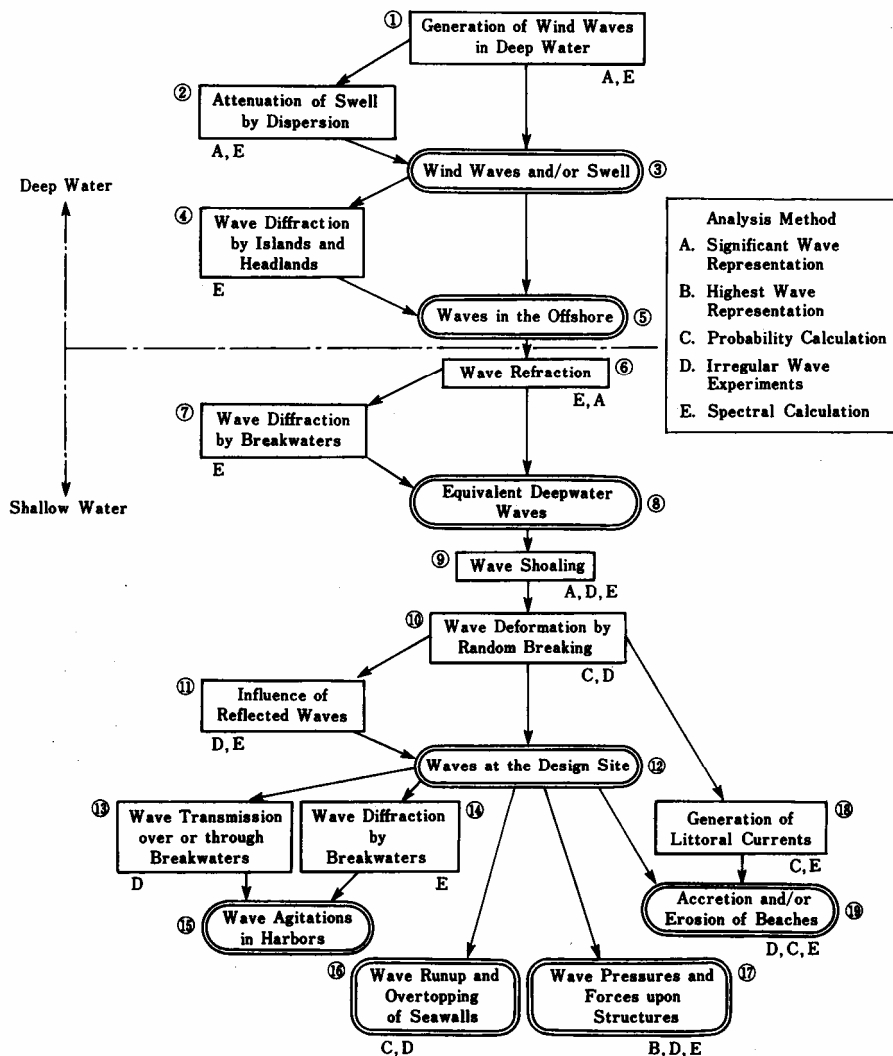 ① Generation of Wind Waves
in Deep Water
A, E
② Attenuation of Swell
by Dispersion
A, E
Wind Waves and/or Swell ③
Deep Water
④ Wave Diffraction
by Islands and
Headlands
E
Waves in the Offshore ⑤
Analysis Method
A. Significant Wave
Representation
B. Highest Wave
Representation
C. Probability Calculation
D. Irregular Wave
Experiments
E. Spectral Calculation
Wave Refraction ⑥
E, A
⑦ Wave Diffraction
by Breakwaters
E
Shallow Water
Equivalent Deepwater
Waves ⑧
⑨ Wave Shoaling
A, D, E
⑩ Wave Deformation by
Random Breaking
C, D
⑪ Influence of
Reflected Waves
D, E
Waves at the Design Site ⑫
⑬ Wave Transmission
over or through
Breakwaters
D
Wave Diffraction ⑭
by
Breakwaters
E
Generation of ⑱
Littoral Currents
C, E
⑮ Wave Agitations
in Harbors
Accretion and/or
Erosion of Beaches ⑲
D, C, E
⑯ Wave Runup and
Overtopping
of Seawalls
C, D
Wave Pressures and ⑰
Forces upon
Structures
B, D, E